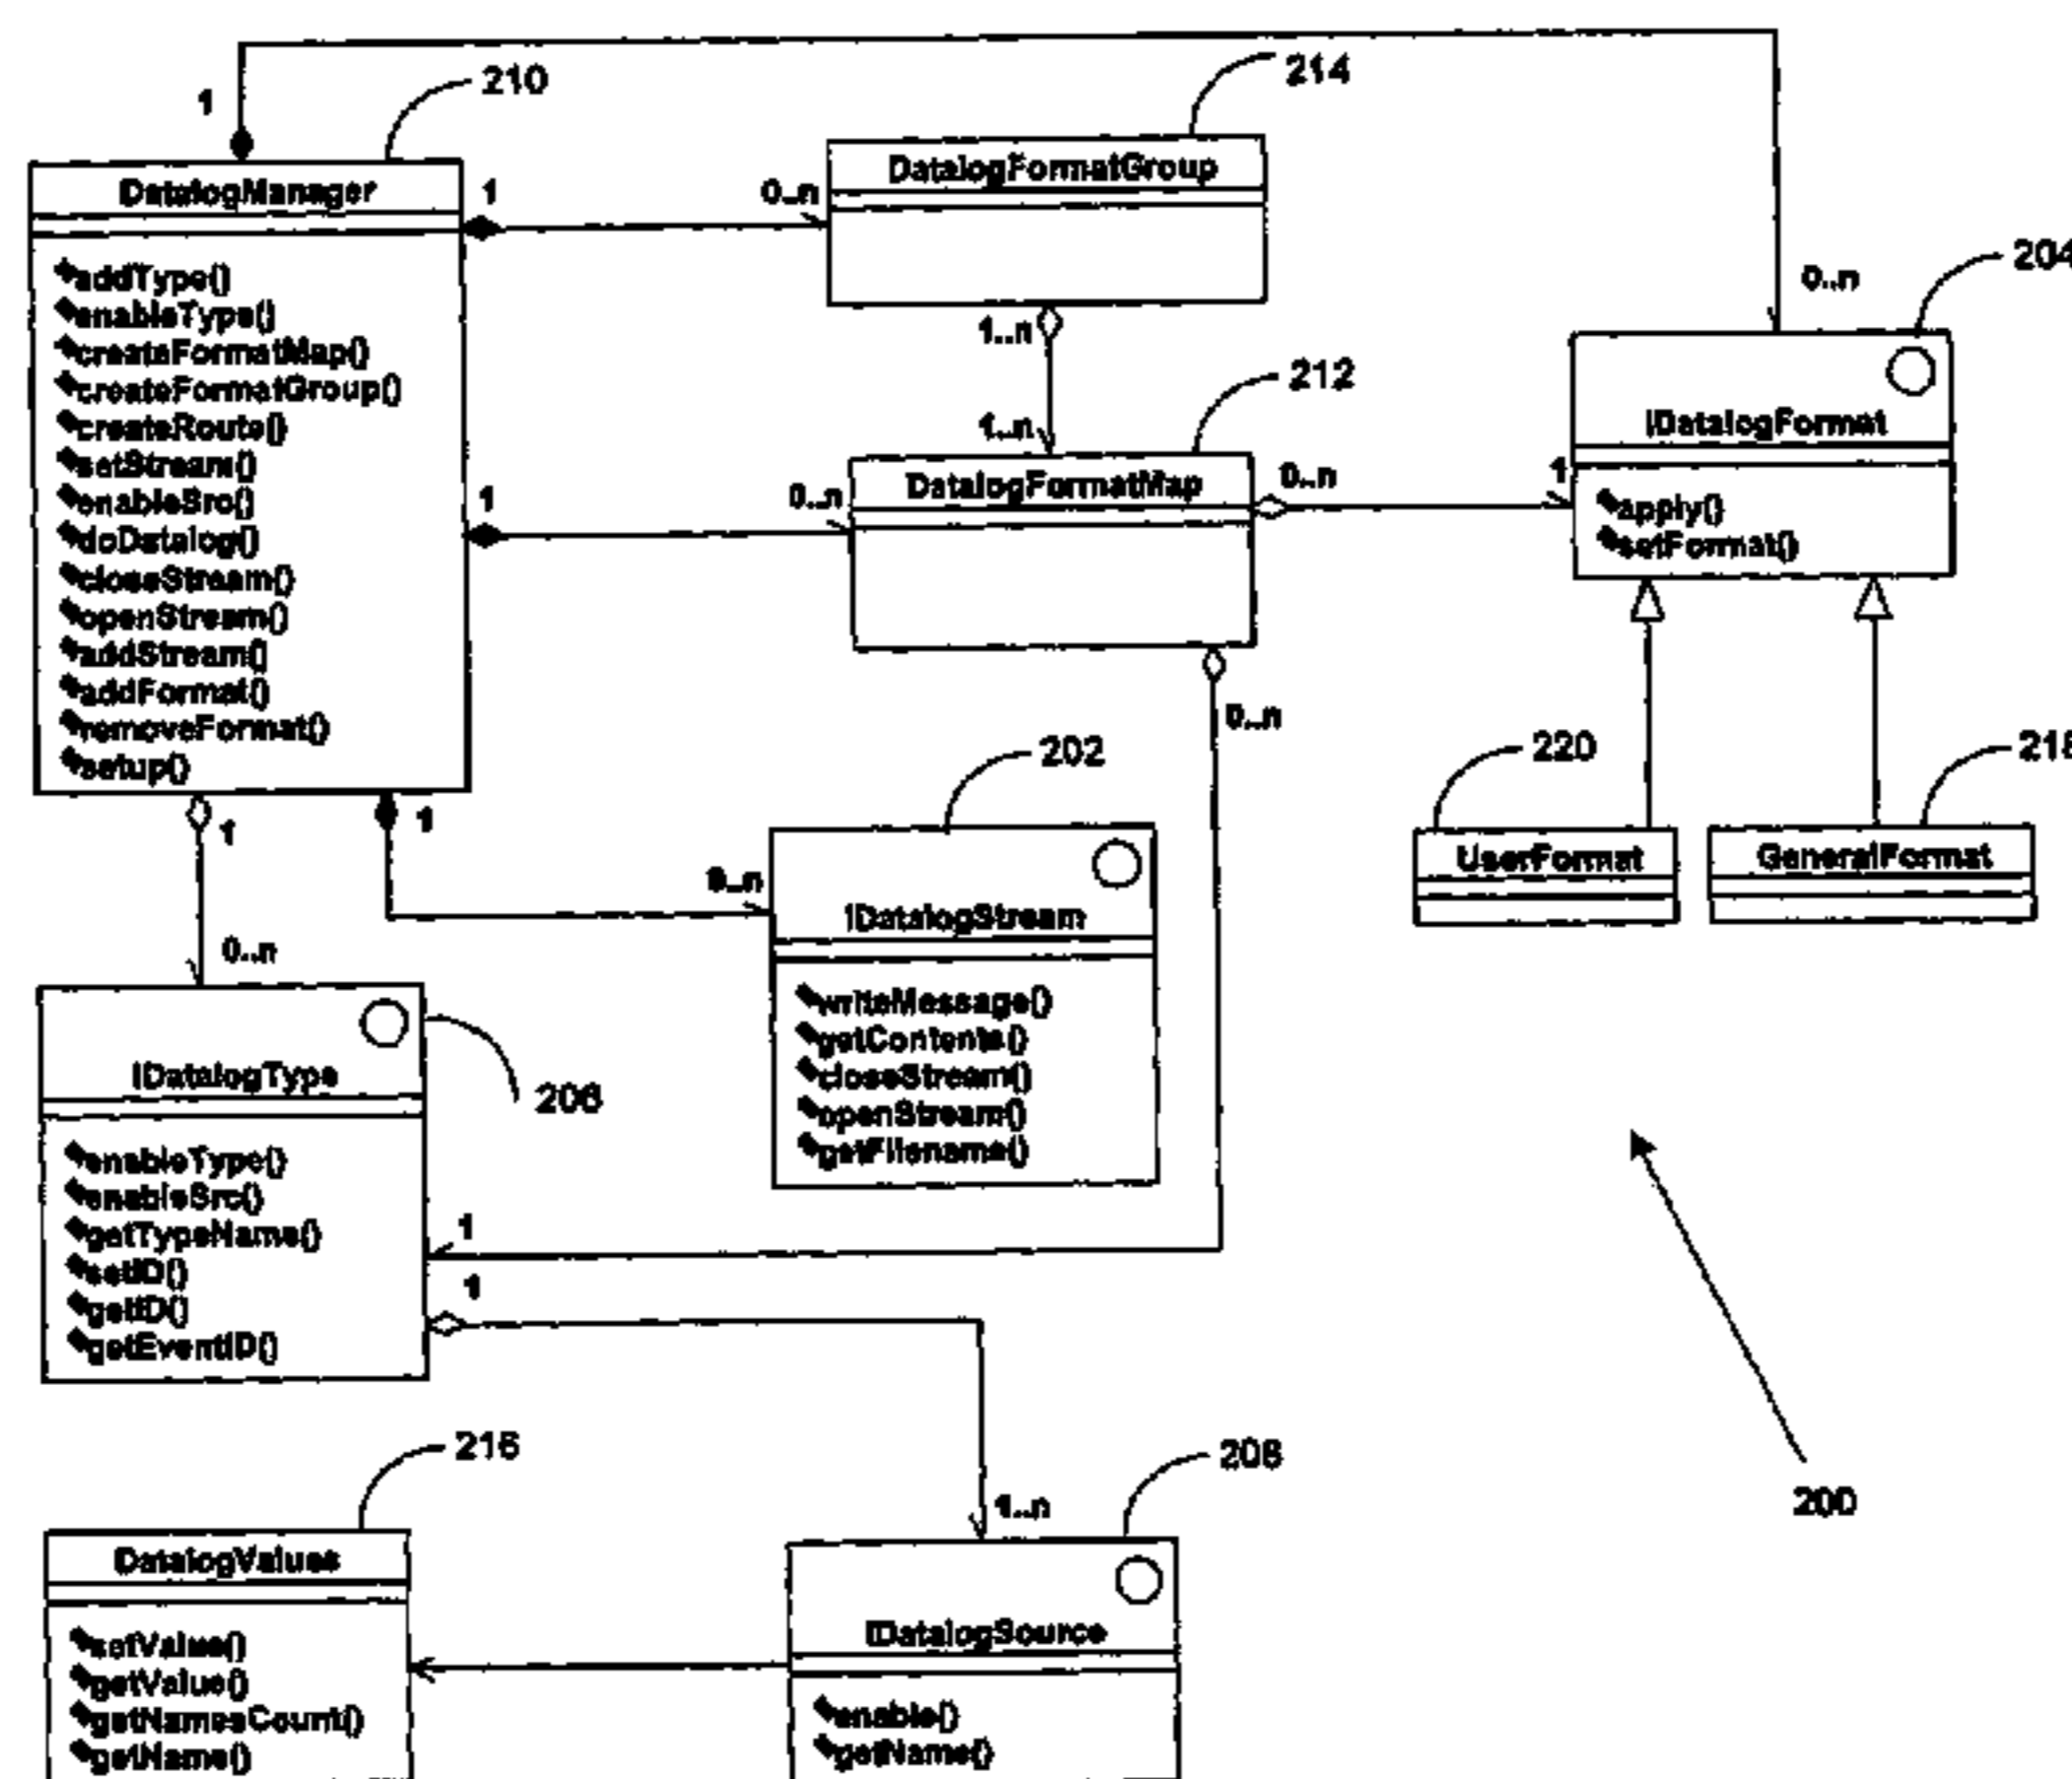 1
210
214
DatalogManager
1
0..n
DatalogFormatGroup
addType()
enableType()
createFormatMap()
createFormatGroup()
createRoute()
setStream()
enableSrc()
doDatalog()
closeStream()
openStream()
addStream()
addFormat()
removeFormat()
setup()
1..n
1..n
212
1
0..n
DatalogFormatMap
0..n
1
0..n
204
IDatalogFormat
apply()
setFormat()
0..n
220
UserFormat
218
GeneralFormat
1
1
0..n
202
0..n
IDatalogStream
writeMessage()
getContents()
closeStream()
openStream()
getFilename()
IDatalogType
206
enableType()
enableSrc()
getTypeName()
setID()
getID()
getEventID()
1
1
1..n
200
216
DatalogValues
setValue()
getValue()
getNamesCount()
getName()
208
IDatalogSource
enable()
getName()